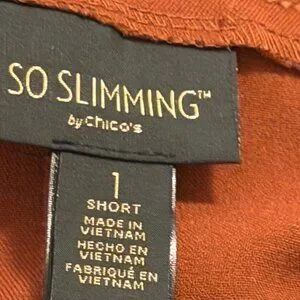 SO SLIMMING™
by chico's
1
SHORT
MADE IN
VIETNAM
HECHO EN
VIETNAM
FABRIQUÉ EN
VIETNAM